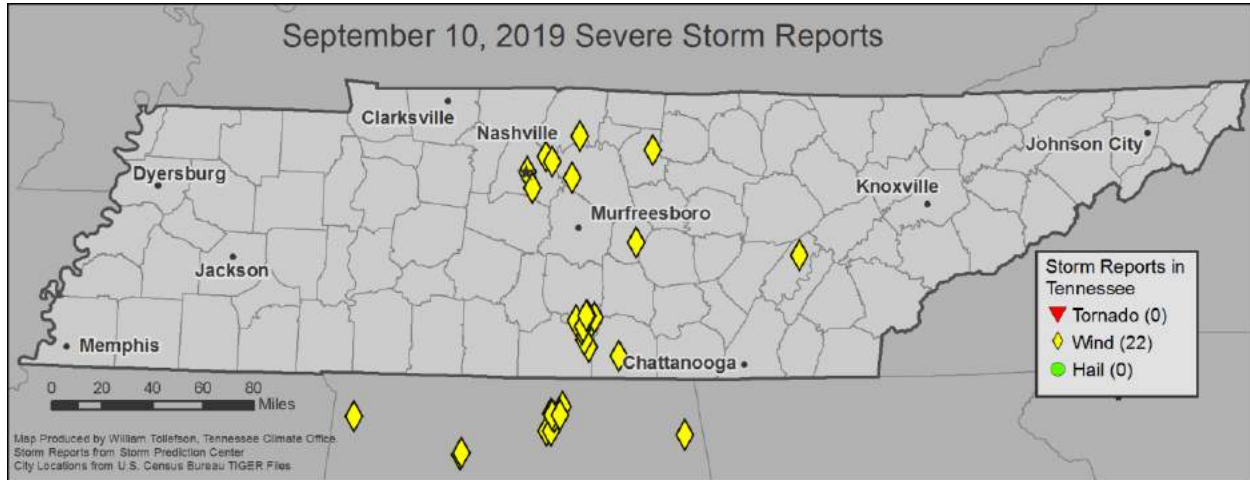 September 10, 2019 Severe Storm Reports
Clarksville
Nashville
Johnson City
Dyersburg
Knoxville
Murfreesboro
Jackson
Storm Reports in
Tennessee
Tornado (0)
Wind (22)
Hail (0)
Memphis
Chattanooga
0 20 40 60 80
Miles
Map Produced by William Tollefson, Tennessee Climate Office.
Storm Reports from Storm Prediction Center
City Locations from U.S. Census Bureau TIGER Files